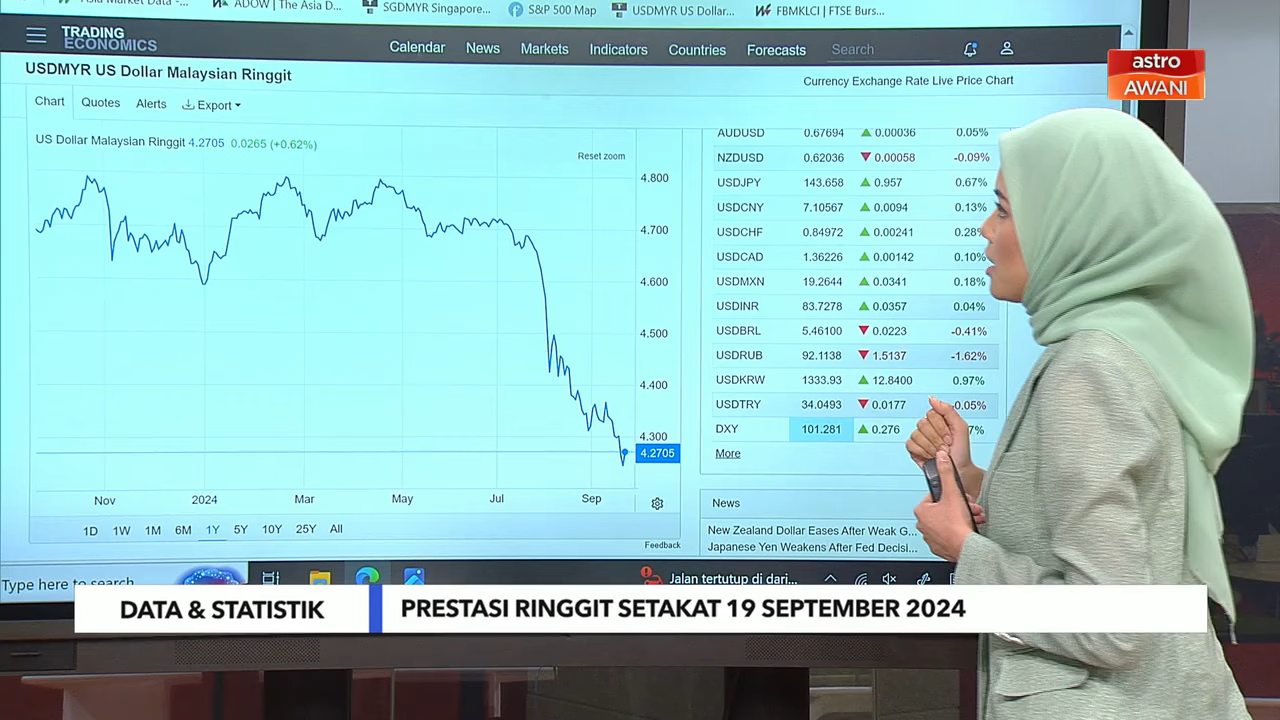 Asia Market Data -...
ADOW | The Asia D...
SGDMYR Singapore...
S&P 500 Map
USDMYR US Dollar...
FBMKLCI | FTSE Burs...
TRADING
ECONOMICS
Calendar News Markets Indicators Countries Forecasts Search
USDMYR US Dollar Malaysian Ringgit
Currency Exchange Rate Live Price Chart
astro
AWANI
Chart Quotes Alerts Export
US Dollar Malaysian Ringgit 4.2705 0.0265 (+0.62%)
Reset zoom
4.800
4.700
4.600
4.500
4.400
4.300
4.2705
Nov 2024 Mar May Jul Sep
1D 1W 1M 6M 1Y 5Y 10Y 25Y All
Feedback
AUDUSD 0.67694 0.00036 0.05%
NZDUSD 0.62036 0.00058 -0.09%
USDJPY 143.658 0.957 0.67%
USDCNY 7.10567 0.0094 0.13%
USDCHF 0.84972 0.00241 0.28%
USDCAD 1.36226 0.00142 0.10%
USDMXN 19.2644 0.0341 0.18%
USDINR 83.7278 0.0357 0.04%
USDBRL 5.46100 0.0223 -0.41%
USDRUB 92.1138 1.5137 -1.62%
USDKRW 1333.93 12.8400 0.97%
USDTRY 34.0493 0.0177 -0.05%
DXY 101.281 0.276
More
News
New Zealand Dollar Eases After Weak G...
Japanese Yen Weakens After Fed Decisi...
Type here to search
Jalan tertutup di dari...
DATA & STATISTIK
PRESTASI RINGGIT SETAKAT 19 SEPTEMBER 2024